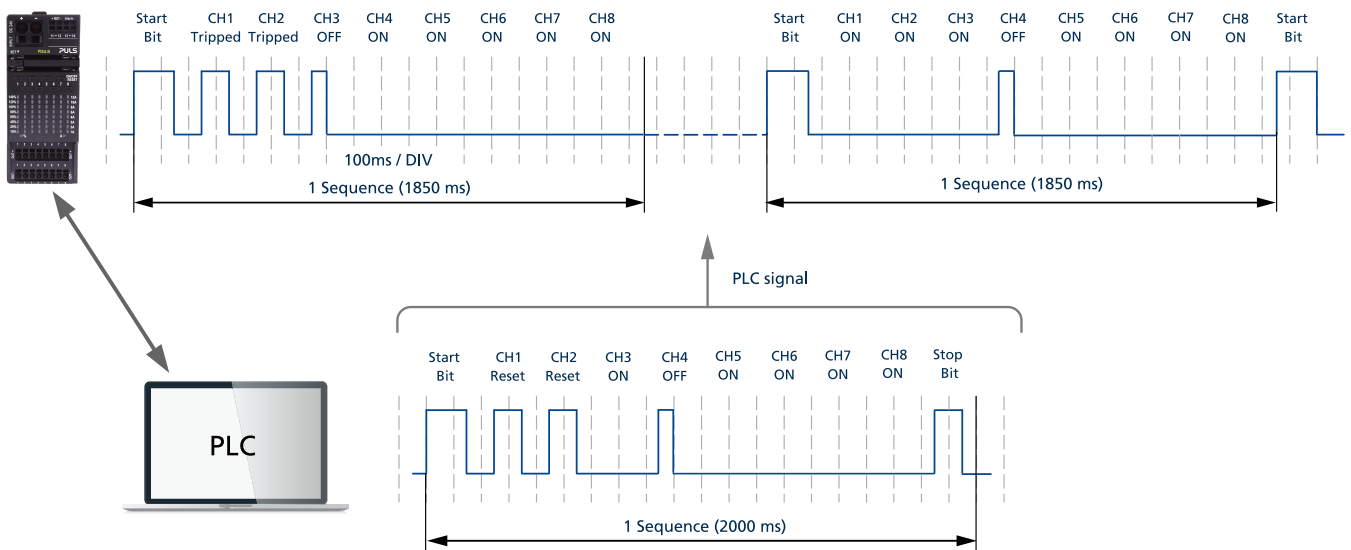 Start CH1 CH2 CH3 CH4 CH5 CH6 CH7 CH8
Bit Tripped Tripped OFF ON ON ON ON ON
Start CH1 CH2 CH3 CH4 CH5 CH6 CH7 CH8 Start
Bit ON ON ON OFF ON ON ON ON Bit
PULS
100ms / DIV
1 Sequence (1850 ms)
1 Sequence (1850 ms)
PLC signal
Start CH1 CH2 CH3 CH4 CH5 CH6 CH7 CH8 Stop
Bit Reset Reset ON OFF ON ON ON ON Bit
PLC
1 Sequence (2000 ms)